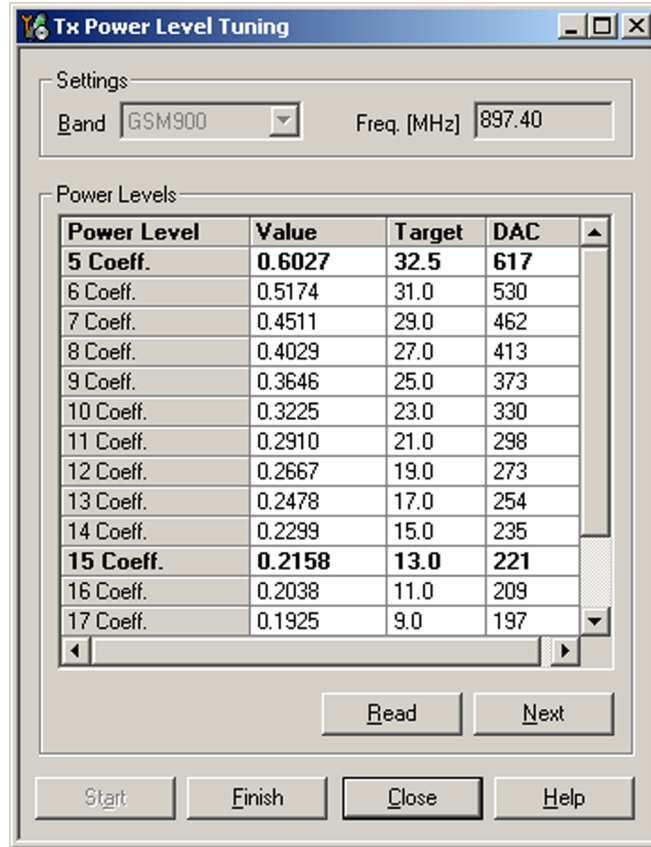 Tx Power Level Tuning
Settings
Band GSM900 Freq. [MHz] 897.40
Power Levels
Power Level Value Target DAC
5 Coeff. 0.6027 32.5 617
6 Coeff. 0.5174 31.0 530
7 Coeff. 0.4511 29.0 462
8 Coeff. 0.4029 27.0 413
9 Coeff. 0.3646 25.0 373
10 Coeff. 0.3225 23.0 330
11 Coeff. 0.2910 21.0 298
12 Coeff. 0.2667 19.0 273
13 Coeff. 0.2478 17.0 254
14 Coeff. 0.2299 15.0 235
15 Coeff. 0.2158 13.0 221
16 Coeff. 0.2038 11.0 209
17 Coeff. 0.1925 9.0 197
Read Next
Start Finish Close Help